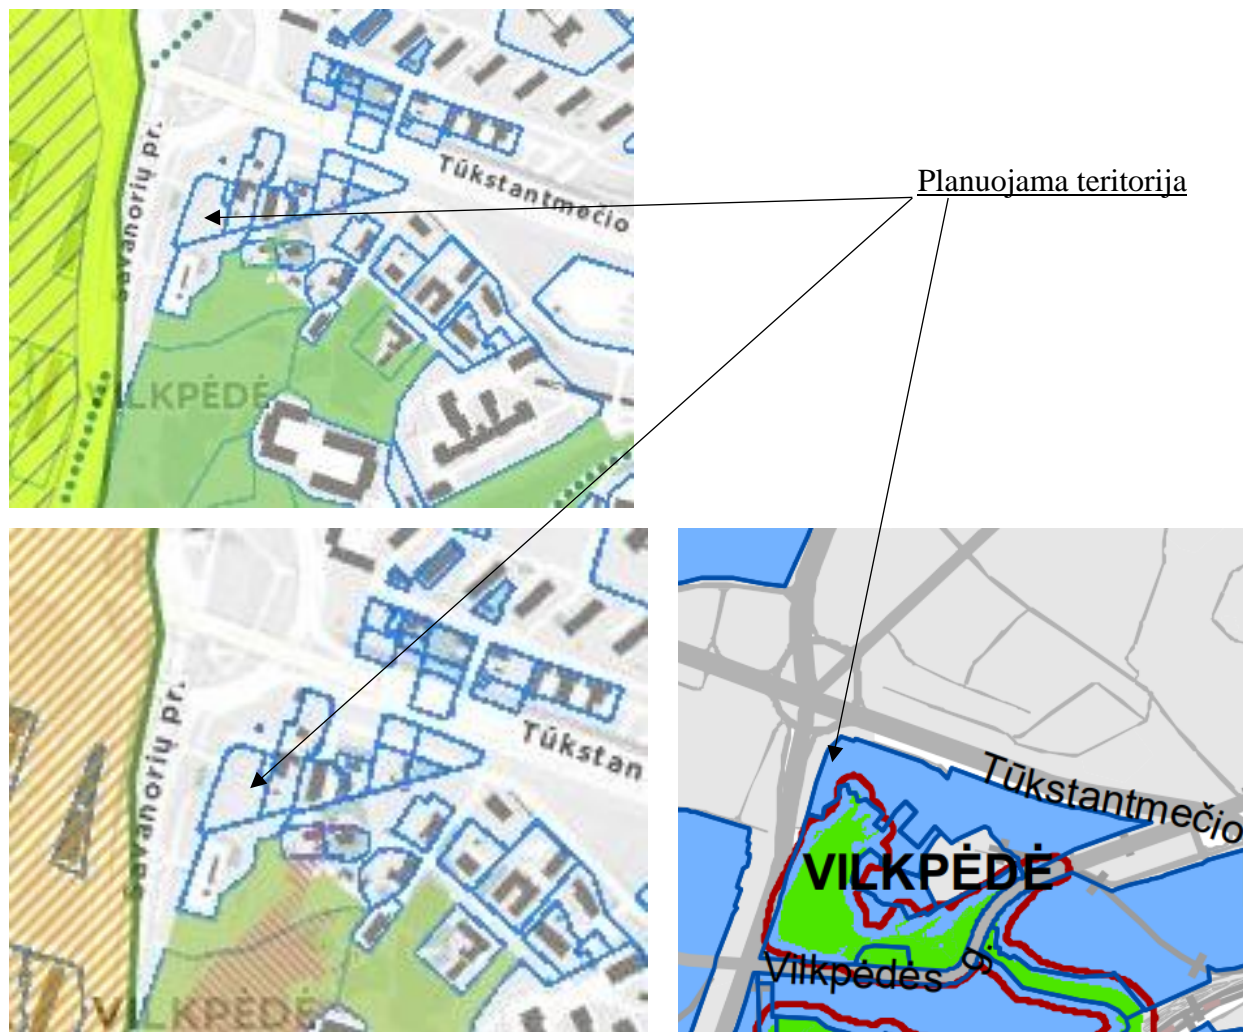 Planuojama teritorija
Savanorių pr.
Tūkstantmečio
VILKPĖDĖ
Savanorių pr.
Tūkstan
VILKPĖDĖ
Tūkstantmečio
VILKPĖDĖ
Vilkpėdės g.